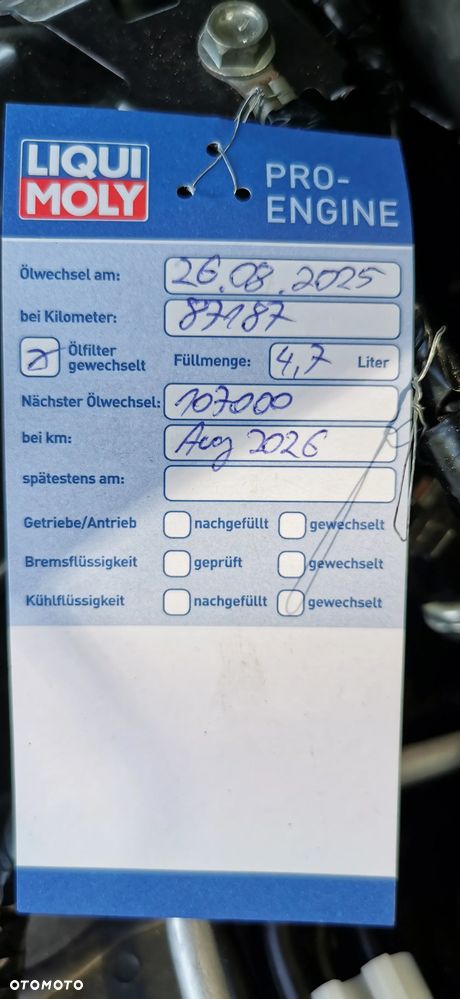 LIQUI
MOLY
PRO-
ENGINE
Ölwechsel am: 26.08.2025
bei Kilometer: 87187
Ölfilter
gewechselt Füllmenge: 4,7 Liter
Nächster Ölwechsel: 107000
bei km: Aug 2026
spätestens am:
Getriebe/Antrieb nachgefüllt gewechselt
Bremsflüssigkeit geprüft gewechselt
Kühlflüssigkeit nachgefüllt gewechselt
OTOMOTO